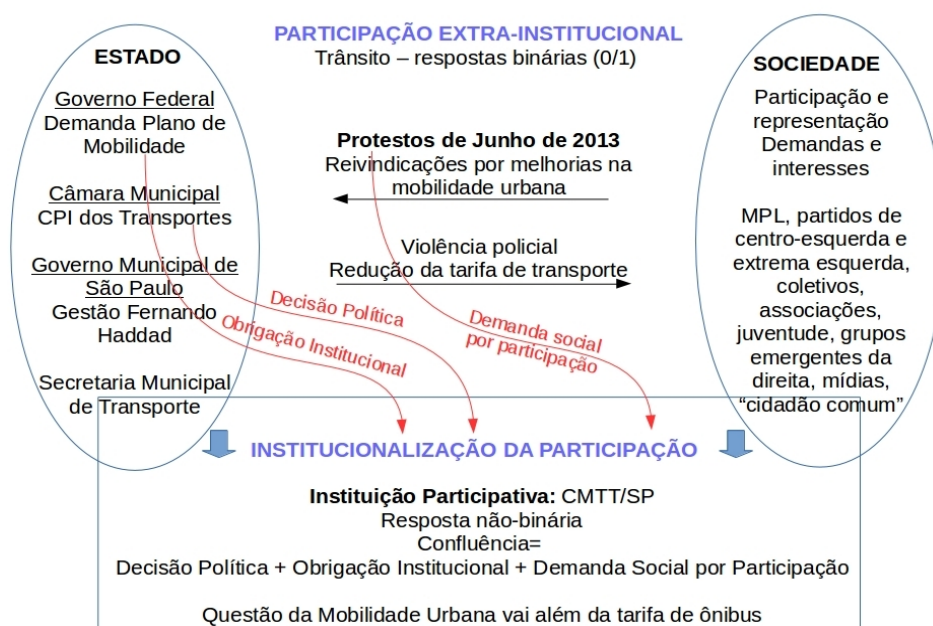 ESTADO
Governo Federal
Demanda Plano de
Mobilidade
Câmara Municipal
CPI dos Transportes
Governo Municipal de
São Paulo
Gestão Fernando
Haddad
Secretaria Municipal
de Transporte
PARTICIPAÇÃO EXTRA-INSTITUCIONAL
Trânsito – respostas binárias (0/1)
Protestos de Junho de 2013
Reivindicações por melhorias na
mobilidade urbana
Violência policial
Redução da tarifa de transporte
Decisão Política
Obrigação Institucional
Demanda social
por participação
SOCIEDADE
Participação e
representação
Demandas e
interesses
MPL, partidos de
centro-esquerda e
extrema esquerda,
coletivos,
associações,
juventude, grupos
emergentes da
direita, mídias,
“cidadão comum”
INSTITUCIONALIZAÇÃO DA PARTICIPAÇÃO
Instituição Participativa: CMTT/SP
Resposta não-binária
Confluência=
Decisão Política + Obrigação Institucional + Demanda Social por Participação
Questão da Mobilidade Urbana vai além da tarifa de ônibus